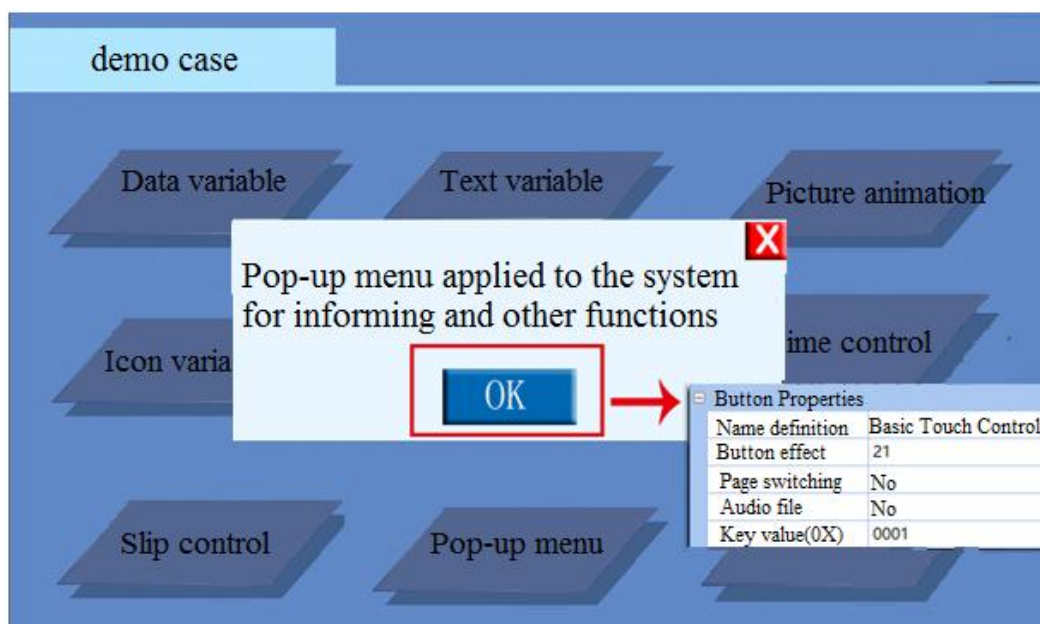 demo case
Data variable
Text variable
Picture animation
X
Pop-up menu applied to the system
for informing and other functions
Icon varia
ime control
OK
Button Properties
Name definition Basic Touch Control
Button effect 21
Page switching No
Audio file No
Key value(0X) 0001
Slip control
Pop-up menu